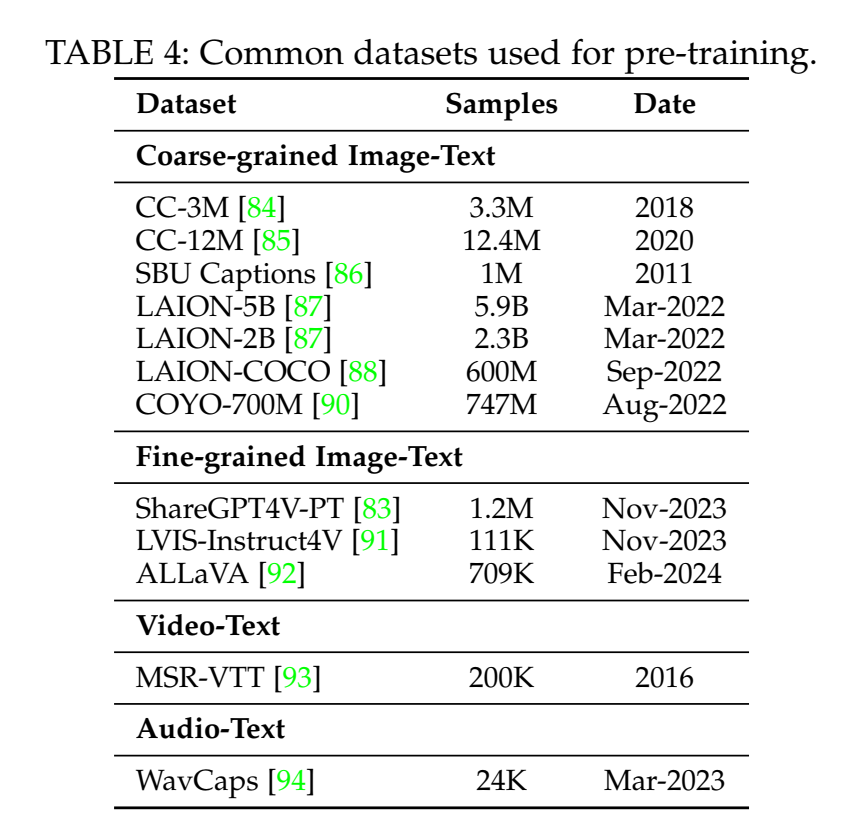 TABLE 4: Common datasets used for pre-training.
Dataset Samples Date
Coarse-grained Image-Text
CC-3M [84] 3.3M 2018
CC-12M [85] 12.4M 2020
SBU Captions [86] 1M 2011
LAION-5B [87] 5.9B Mar-2022
LAION-2B [87] 2.3B Mar-2022
LAION-COCO [88] 600M Sep-2022
COYO-700M [90] 747M Aug-2022
Fine-grained Image-Text
ShareGPT4V-PT [83] 1.2M Nov-2023
LVIS-Instruct4V [91] 111K Nov-2023
ALLaVA [92] 709K Feb-2024
Video-Text
MSR-VTT [93] 200K 2016
Audio-Text
WavCaps [94] 24K Mar-2023